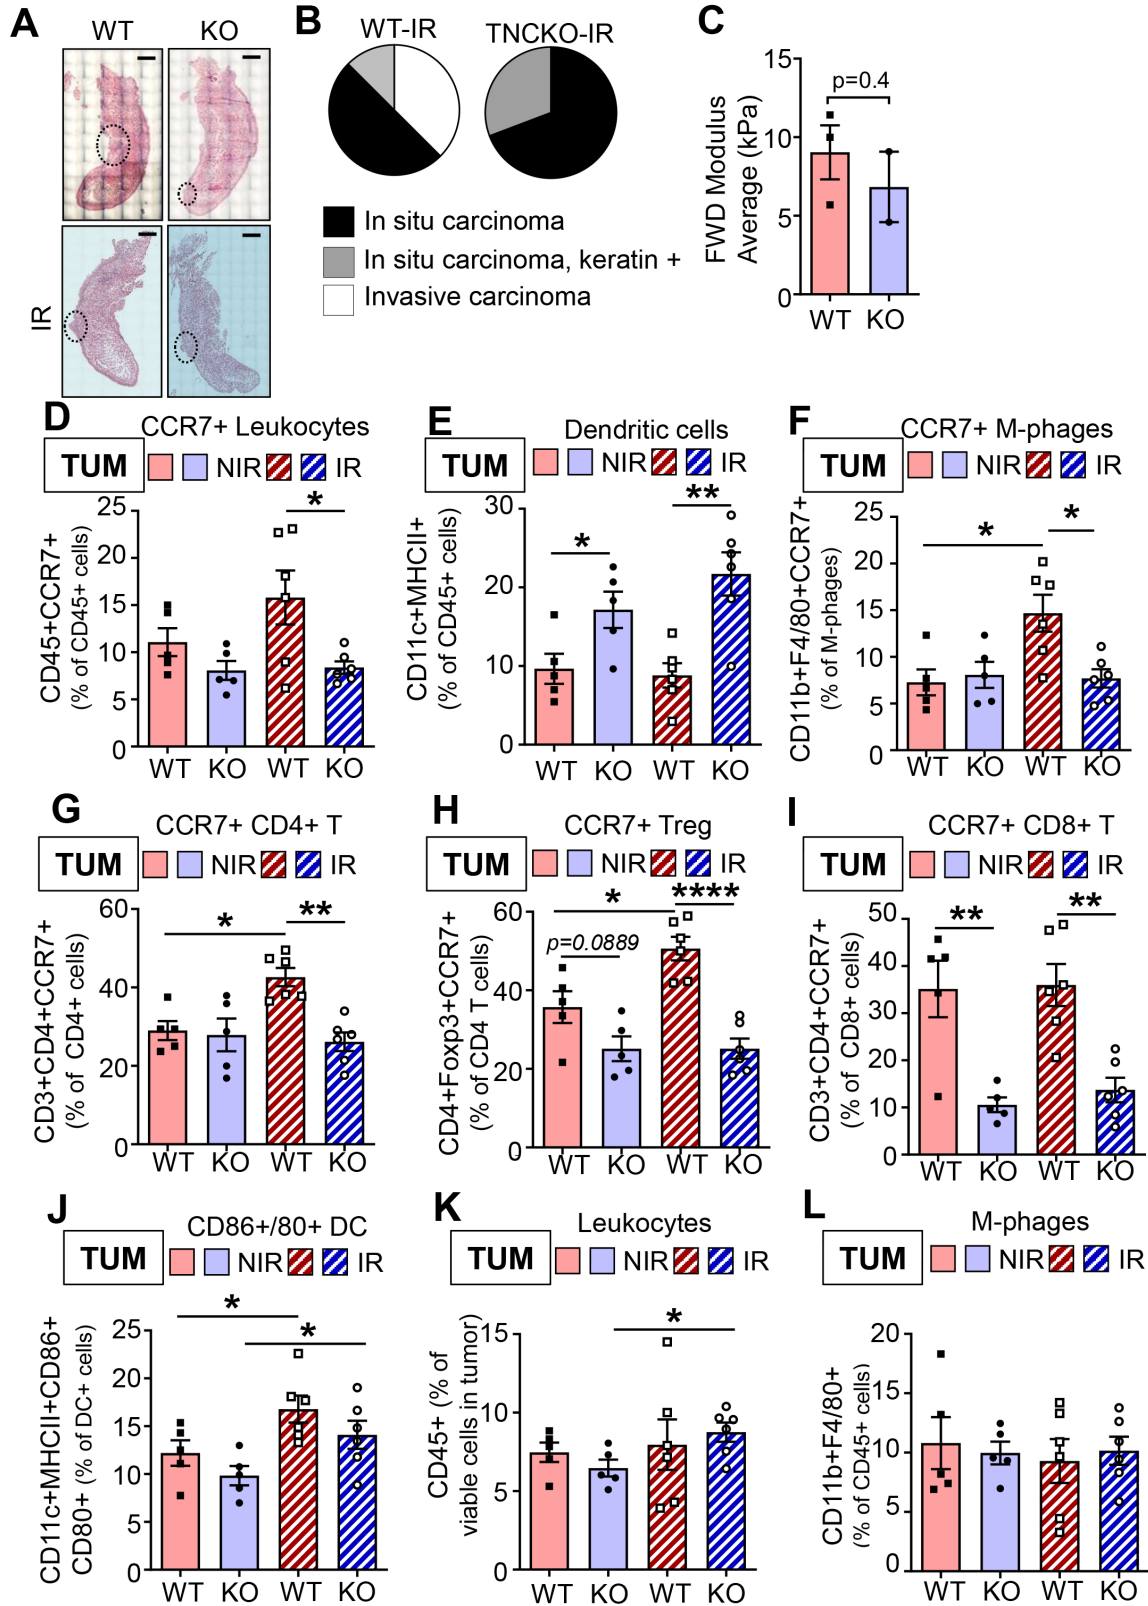 A
WT
KO
IR
B
WT-IR
TNCKO-IR
In situ carcinoma
In situ carcinoma, keratin +
Invasive carcinoma
C
FWD Modulus
Average (kPa)
15
10
5
0
p=0.4
WT
KO
D
CCR7+ Leukocytes
TUM
NIR
IR
CD45+CCR7+
(% of CD45+ cells)
25
20
15
10
5
0
*
WT
KO
WT
KO
E
Dendritic cells
TUM
NIR
IR
CD11c+MHCII+
(% of CD45+ cells)
30
20
10
0
*
**
WT
KO
WT
KO
F
CCR7+ M-phages
TUM
NIR
IR
CD11b+F4/80+CCR7+
(% of M-phages)
25
20
15
10
5
0
*
*
WT
KO
WT
KO
G
CCR7+ CD4+ T
TUM
NIR
IR
CD3+CD4+CCR7+
(% of CD4+ cells)
60
40
20
0
*
**
WT
KO
WT
KO
H
CCR7+ Treg
TUM
NIR
IR
CD4+Foxp3+CCR7+
(% of CD4 T cells)
60
40
20
0
*
****
p=0.0889
WT
KO
WT
KO
I
CCR7+ CD8+ T
TUM
NIR
IR
CD3+CD4+CCR7+
(% of CD8+ cells)
50
40
30
20
10
0
**
**
WT
KO
WT
KO
J
CD86+/80+ DC
TUM
NIR
IR
CD11c+MHCII+CD86+
CD80+ (% of DC+ cells)
25
20
15
10
5
0
*
*
WT
KO
WT
KO
K
Leukocytes
TUM
NIR
IR
CD45+ (% of
viable cells in tumor)
15
10
5
0
*
WT
KO
WT
KO
L
M-phages
TUM
NIR
IR
CD11b+F4/80+
(% of CD45+ cells)
20
15
10
5
0
WT
KO
WT
KO